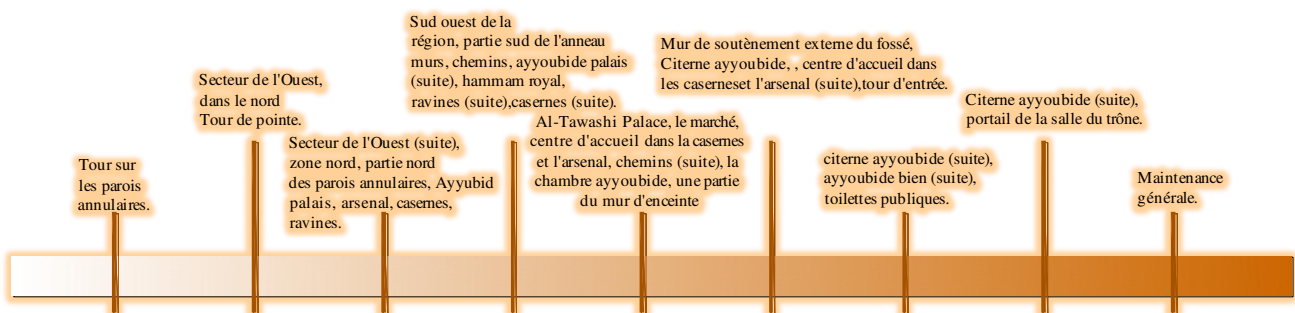 Tour sur
les parois
annulaires.
Secteur de l'Ouest,
dans le nord
Tour de pointe.
Secteur de l'Ouest (suite),
zone nord, partie nord
des parois annulaires, Ayyubid
palais, arsenal, casernes,
ravines.
Sud ouest de la
région, partie sud de l'anneau
murs, chemins, ayyoubide palais
(suite), hammam royal,
ravines (suite),casernes (suite).
Al-Tawashi Palace, le marché,
centre d'accueil dans la casernes
et l'arsenal, chemins (suite), la
chambre ayyoubide, une partie
du mur d'enceinte
Mur de soutènement externe du fossé,
Citerne ayyoubide, , centre d'accueil dans
les caserneset l'arsenal (suite),tour d'entrée.
citerne ayyoubide (suite),
ayyoubide bien (suite),
toilettes publiques.
Citerne ayyoubide (suite),
portail de la salle du trône.
Maintenance
générale.